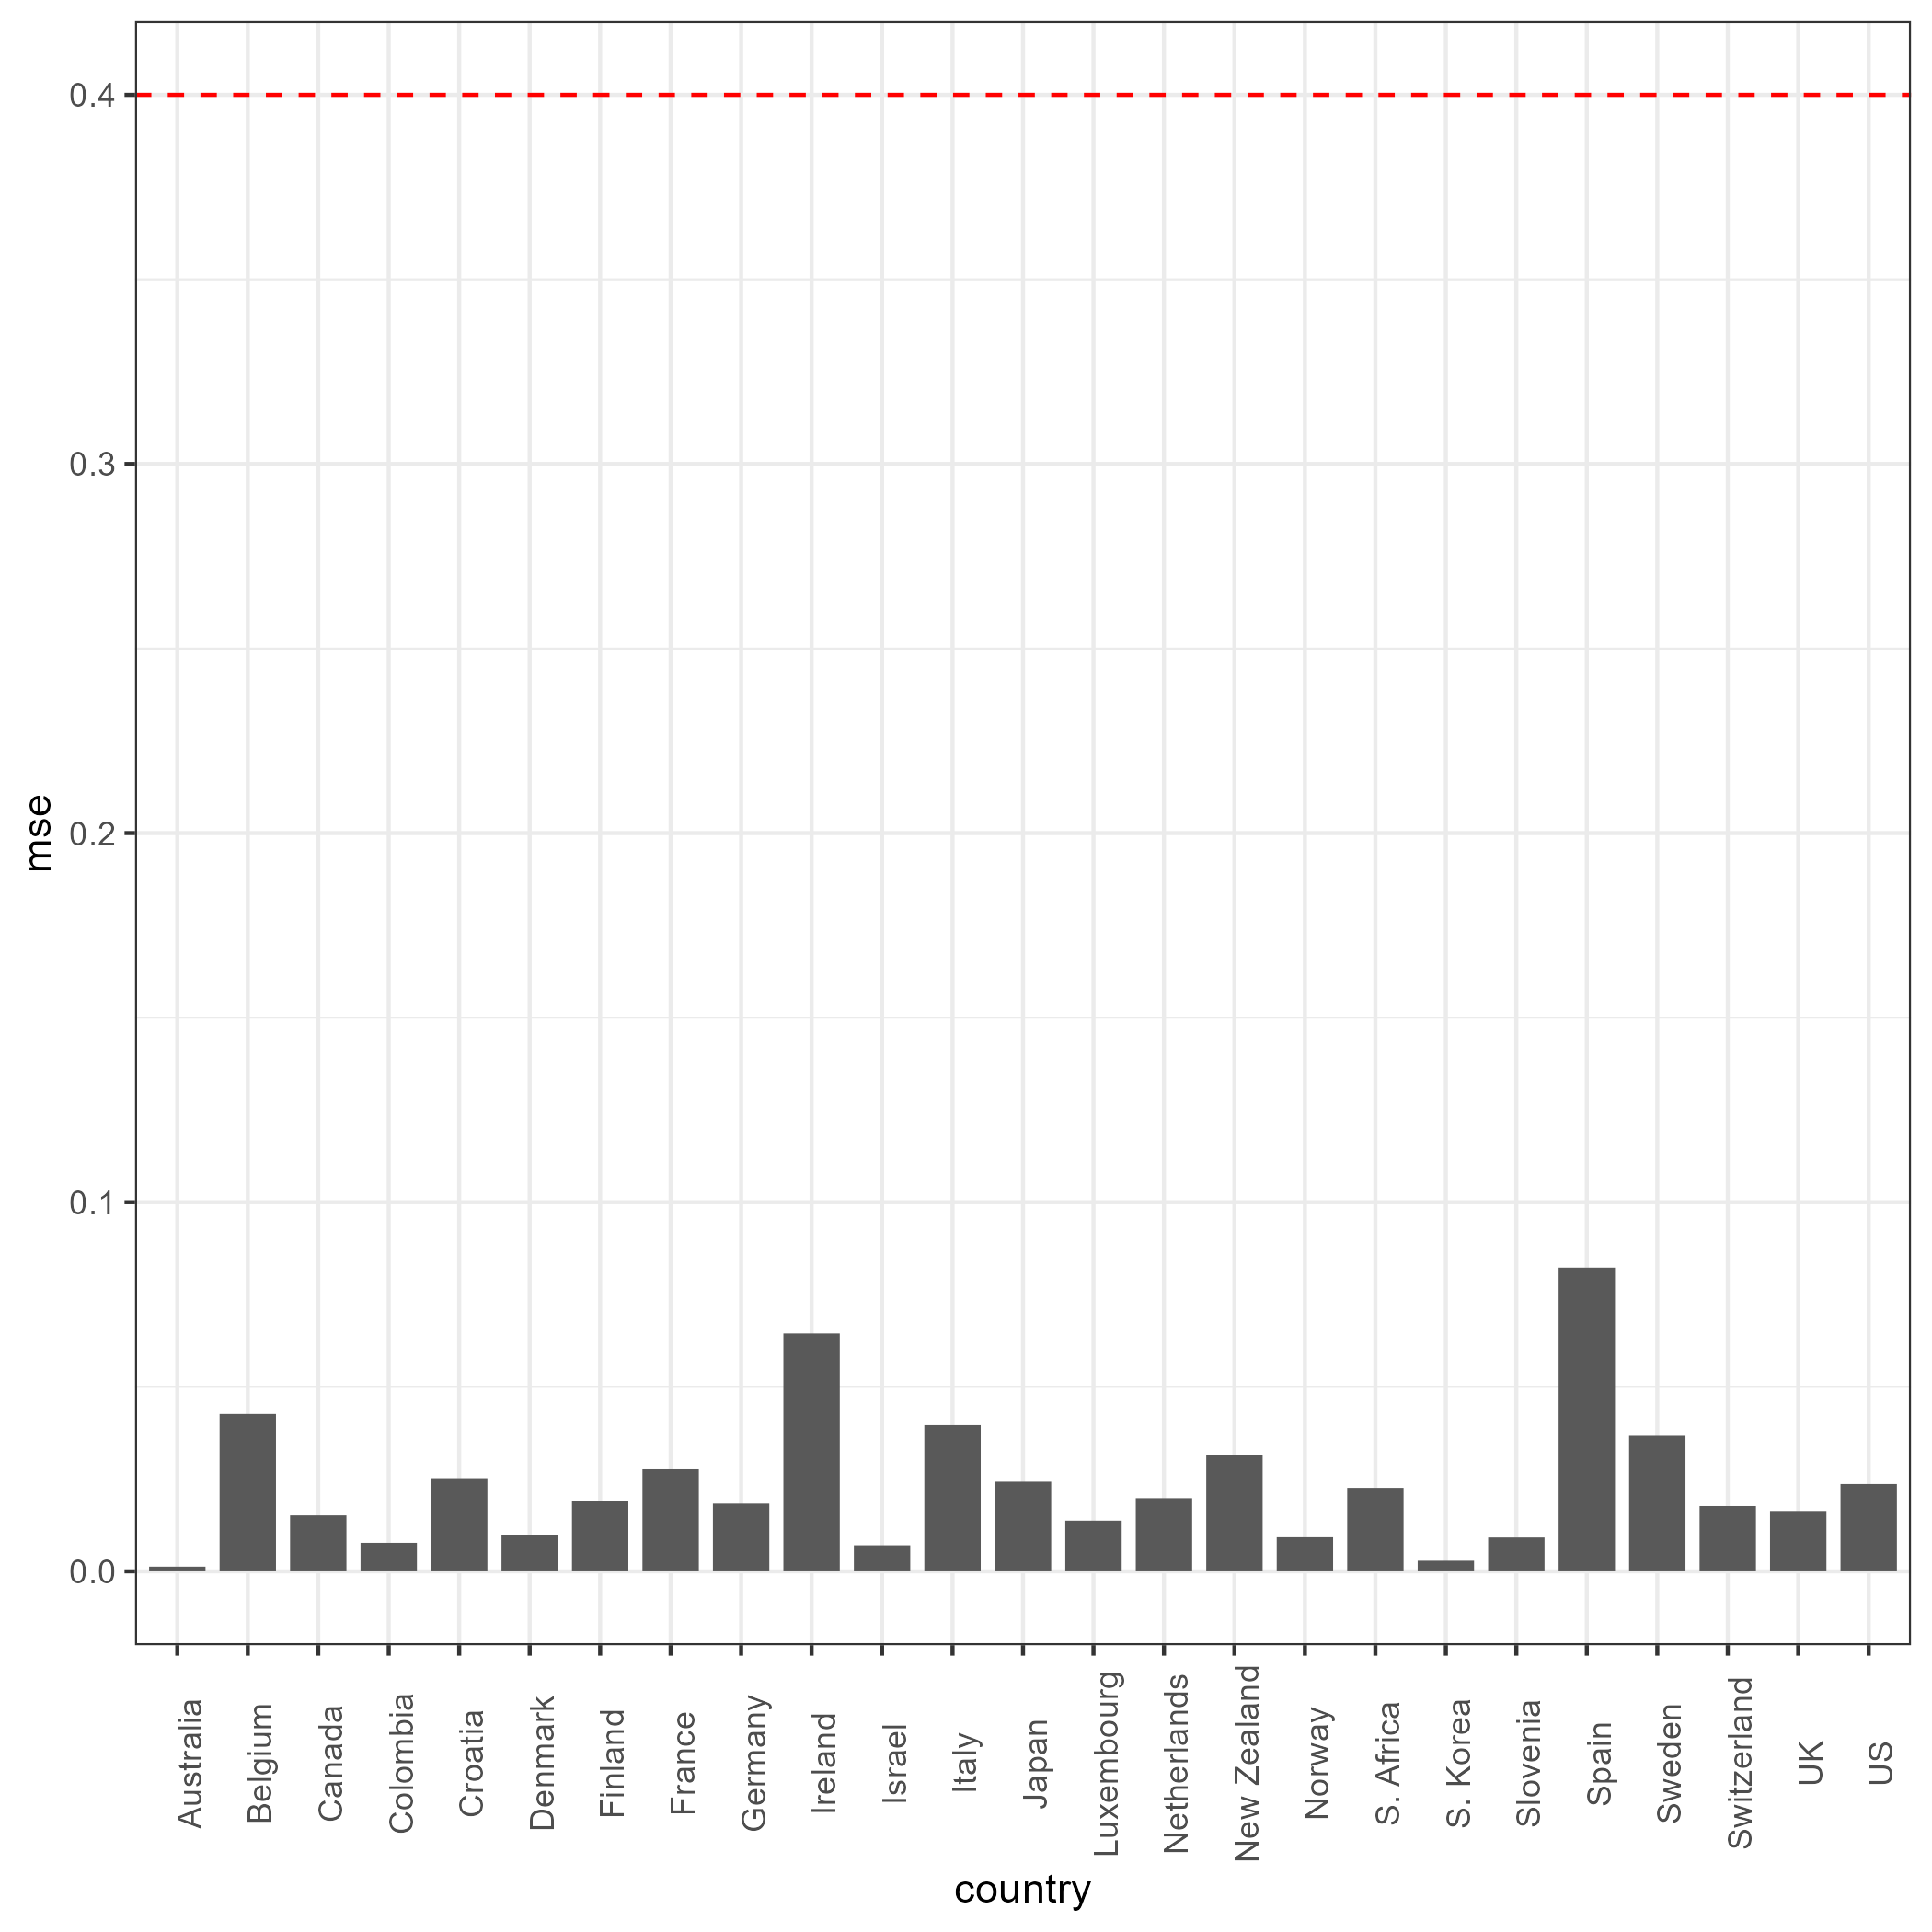 mse
0.4
0.3
0.2
0.1
0.0
Australia
Belgium
Canada
Colombia
Croatia
Denmark
Finland
France
Germany
Ireland
Israel
Italy
Japan
Luxembourg
Netherlands
New Zealand
Norway
S. Africa
S. Korea
Slovenia
Spain
Sweden
Switzerland
UK
US
country